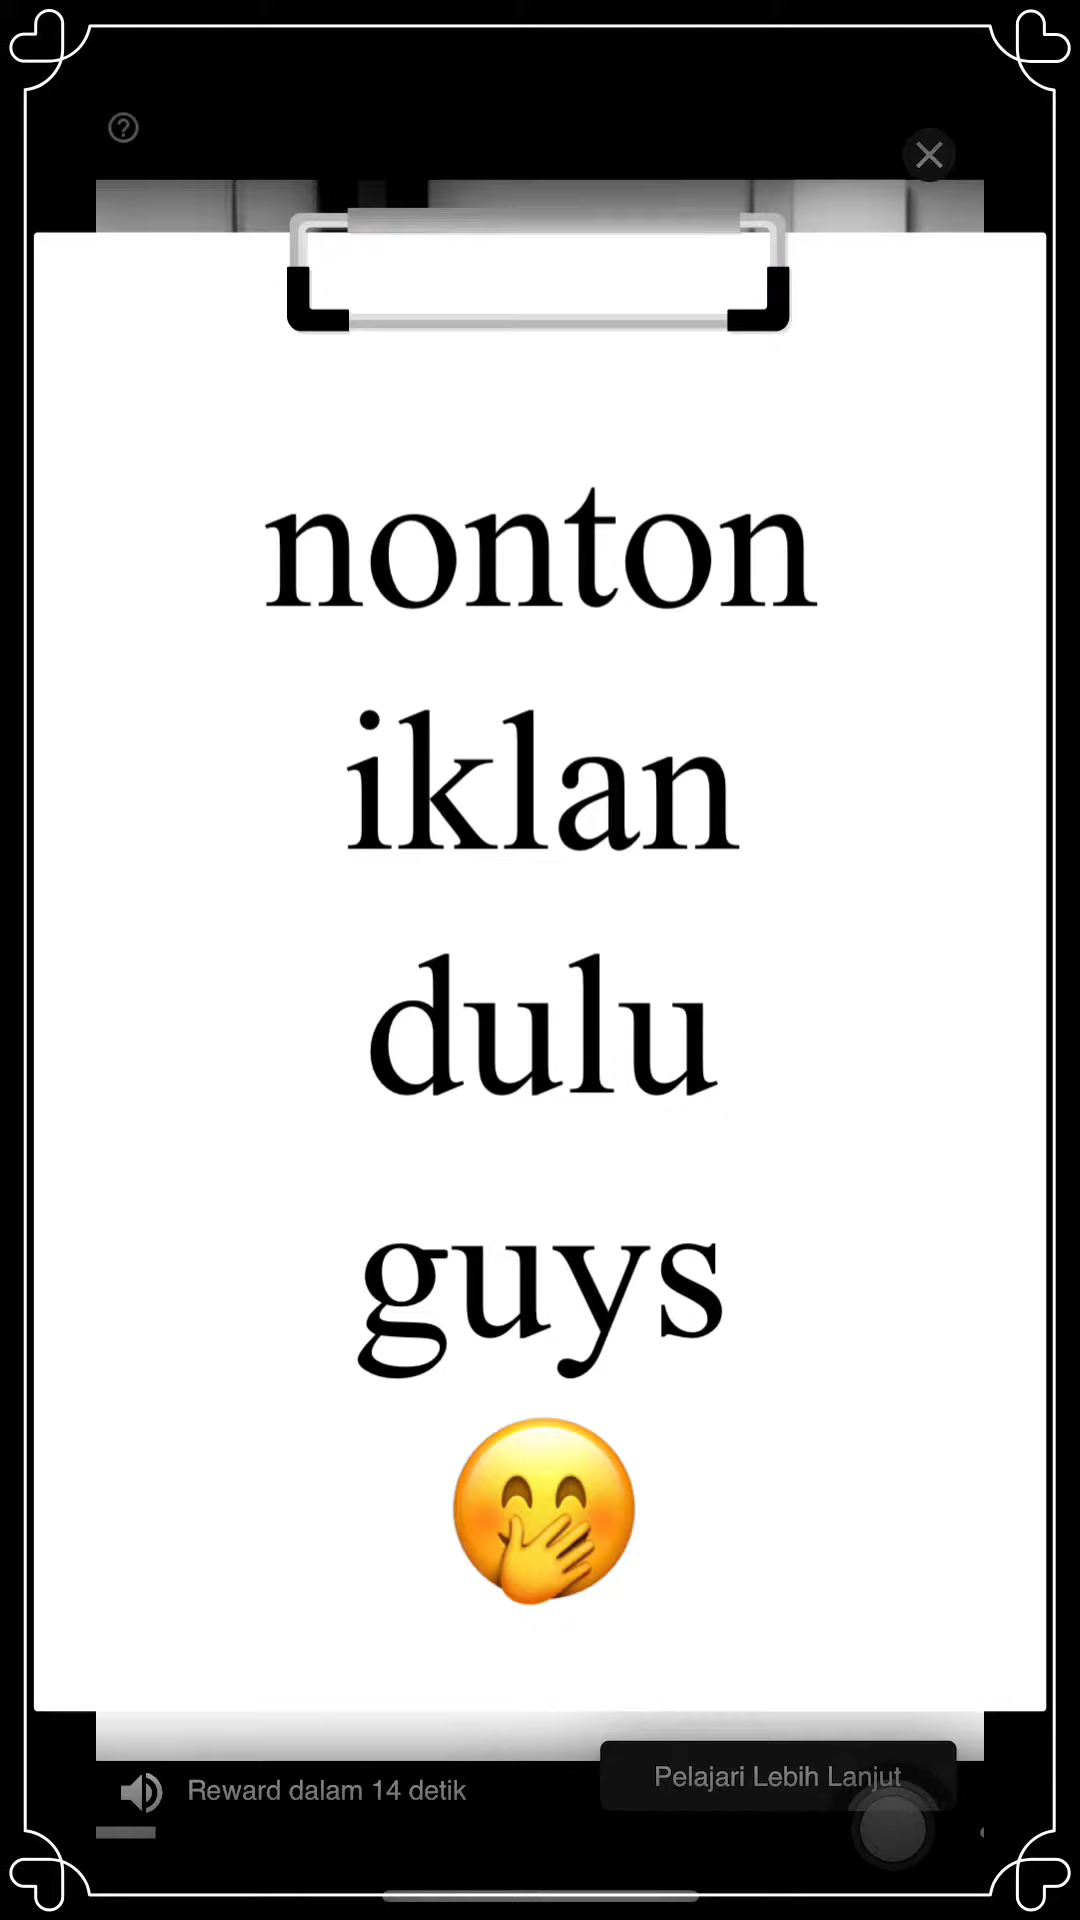 nonton
iklan
dulu
guys
🤭
Reward dalam 14 detik
Pelajari Lebih Lanjut